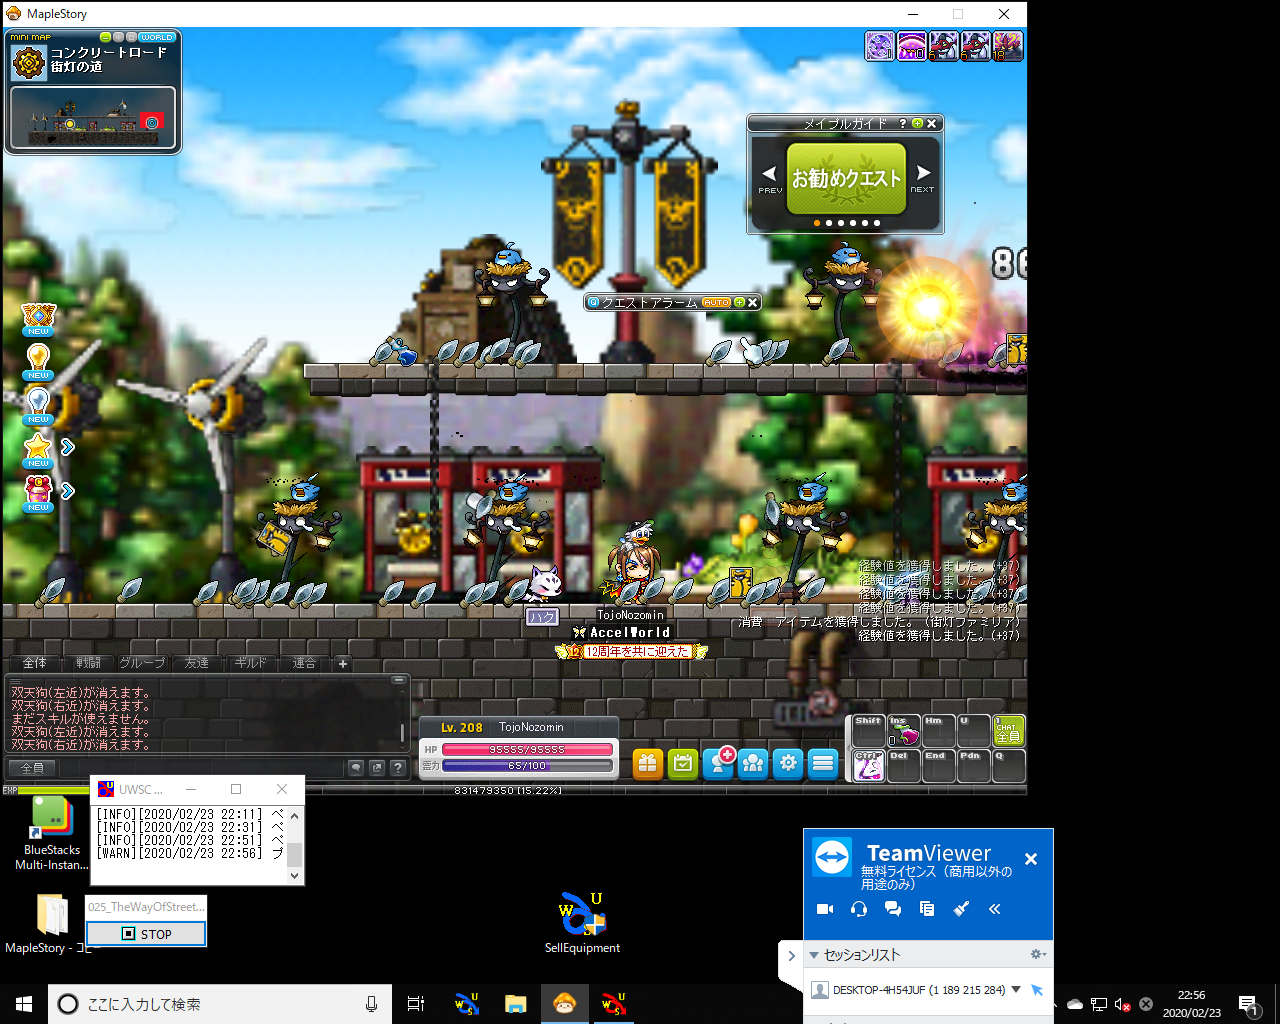 MapleStory
MINI MAP
WORLD
コンクリートロード
街灯の道
メイプルガイド
PREV
お勧めクエスト
NEXT
クエストアラーム AUTO
NEW
NEW
NEW
NEW
NEW
経験値を獲得しました。(+37)
経験値を獲得しました。(+37)
経験値を獲得しました。(+37)
経験値を獲得しました。(+37)
消費 アイテムを獲得しました。 (街灯ファミリア)
経験値を獲得しました。(+37)
ハク
TojoNozomin
AccelWorld
12周年を共に迎えた
全体 戦闘 グループ 友達 ギルド 連合 +
双天狗(左近)が消えます。
双天狗(右近)が消えます。
まだスキルが使えません。
双天狗(左近)が消えます。
双天狗(右近)が消えます。
全員
Lv. 208 TojoNozomin
HP 95555/95555
霊力 65/100
EXP 831479350 [15.22%]
Shift Ins Hm U CHAT 全員
Ctrl Del End Pdn Q
UWSC ...
[INFO][2020/02/23 22:11] ペ
[INFO][2020/02/23 22:31] ペ
[INFO][2020/02/23 22:51] ペ
[WARN][2020/02/23 22:56] プ
BlueStacks
Multi-Instan...
025_TheWayOfStreet...
STOP
MapleStory - コピー
SellEquipment
TeamViewer
無料ライセンス（商用以外の
用途のみ）
セッションリスト
DESKTOP-4H54JUF (1 189 215 284)
ここに入力して検索
22:56
2020/02/23
1